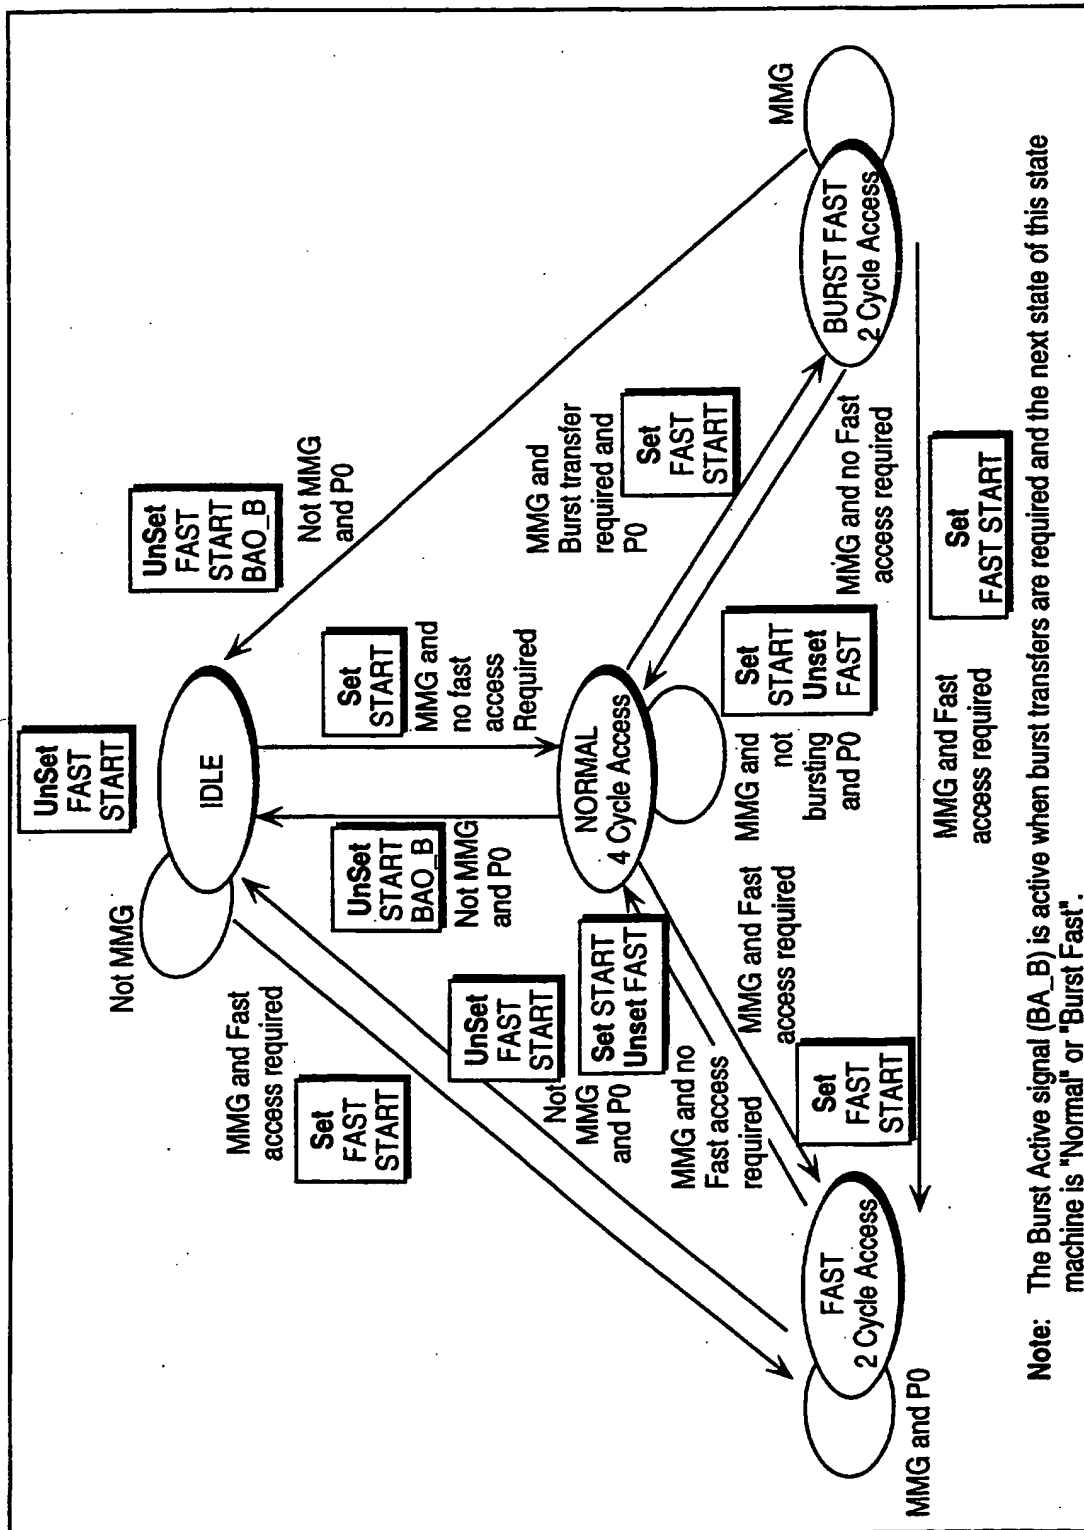 UnSet
FAST
START
Not MMG
IDLE
UnSet
FAST
START
BAO_B
Not MMG
and P0
MMG and Fast
access required
Set
FAST
START
UnSet
START
BAO_B
Not MMG
and P0
Set
START
MMG and
no fast
access
Required
UnSet
FAST
START
Not
MMG
and P0
Set START
Unset FAST
MMG and no
Fast access
required
MMG and Fast
access required
Set
FAST
START
NORMAL
4 Cycle Access
MMG and
not
bursting
and P0
Set
START
Unset
FAST
MMG and
Burst transfer
required and
P0
Set
FAST
START
MMG and no Fast
access required
BURST FAST
2 Cycle Access
MMG
FAST
2 Cycle Access
MMG and P0
MMG and Fast
access required
Set
FAST START
Note: The Burst Active signal (BA_B) is active when burst transfers are required and the next state of this state
machine is "Normal" or "Burst Fast".